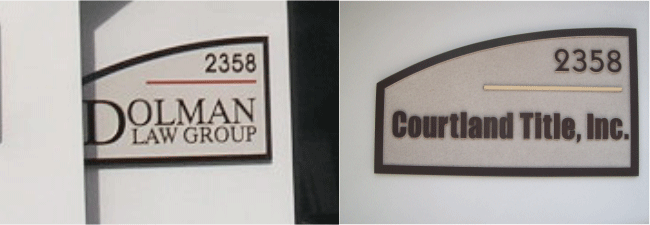 2358
DOLMAN
LAW GROUP
2358
Courtland Title, Inc.